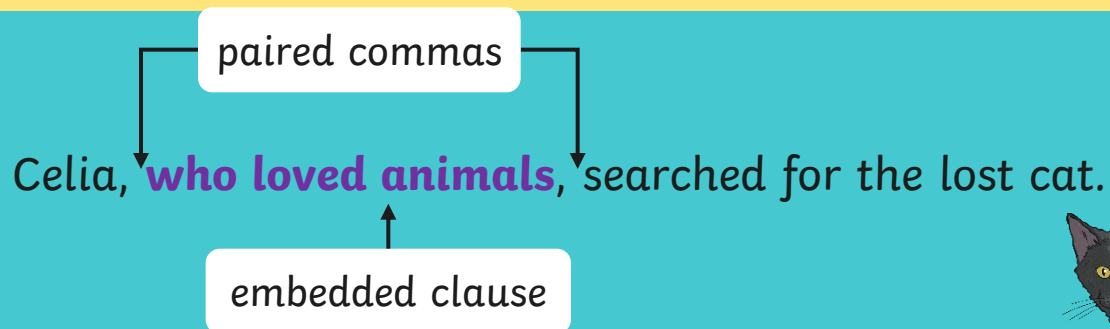 paired commas
Celia, who loved animals, searched for the lost cat.
embedded clause